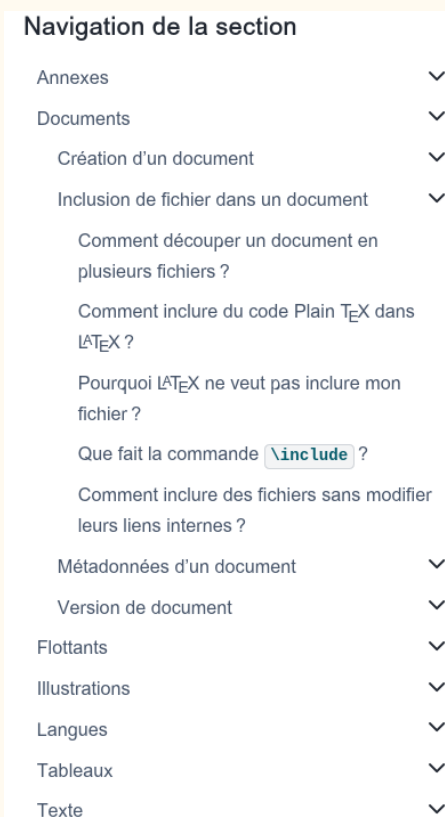 Navigation de la section
Annexes
Documents
Création d'un document
Inclusion de fichier dans un document
Comment découper un document en
plusieurs fichiers ?
Comment inclure du code Plain TEX dans
LATEX ?
Pourquoi LATEX ne veut pas inclure mon
fichier ?
Que fait la commande \include ?
Comment inclure des fichiers sans modifier
leurs liens internes ?
Métadonnées d'un document
Version de document
Flottants
Illustrations
Langues
Tableaux
Texte